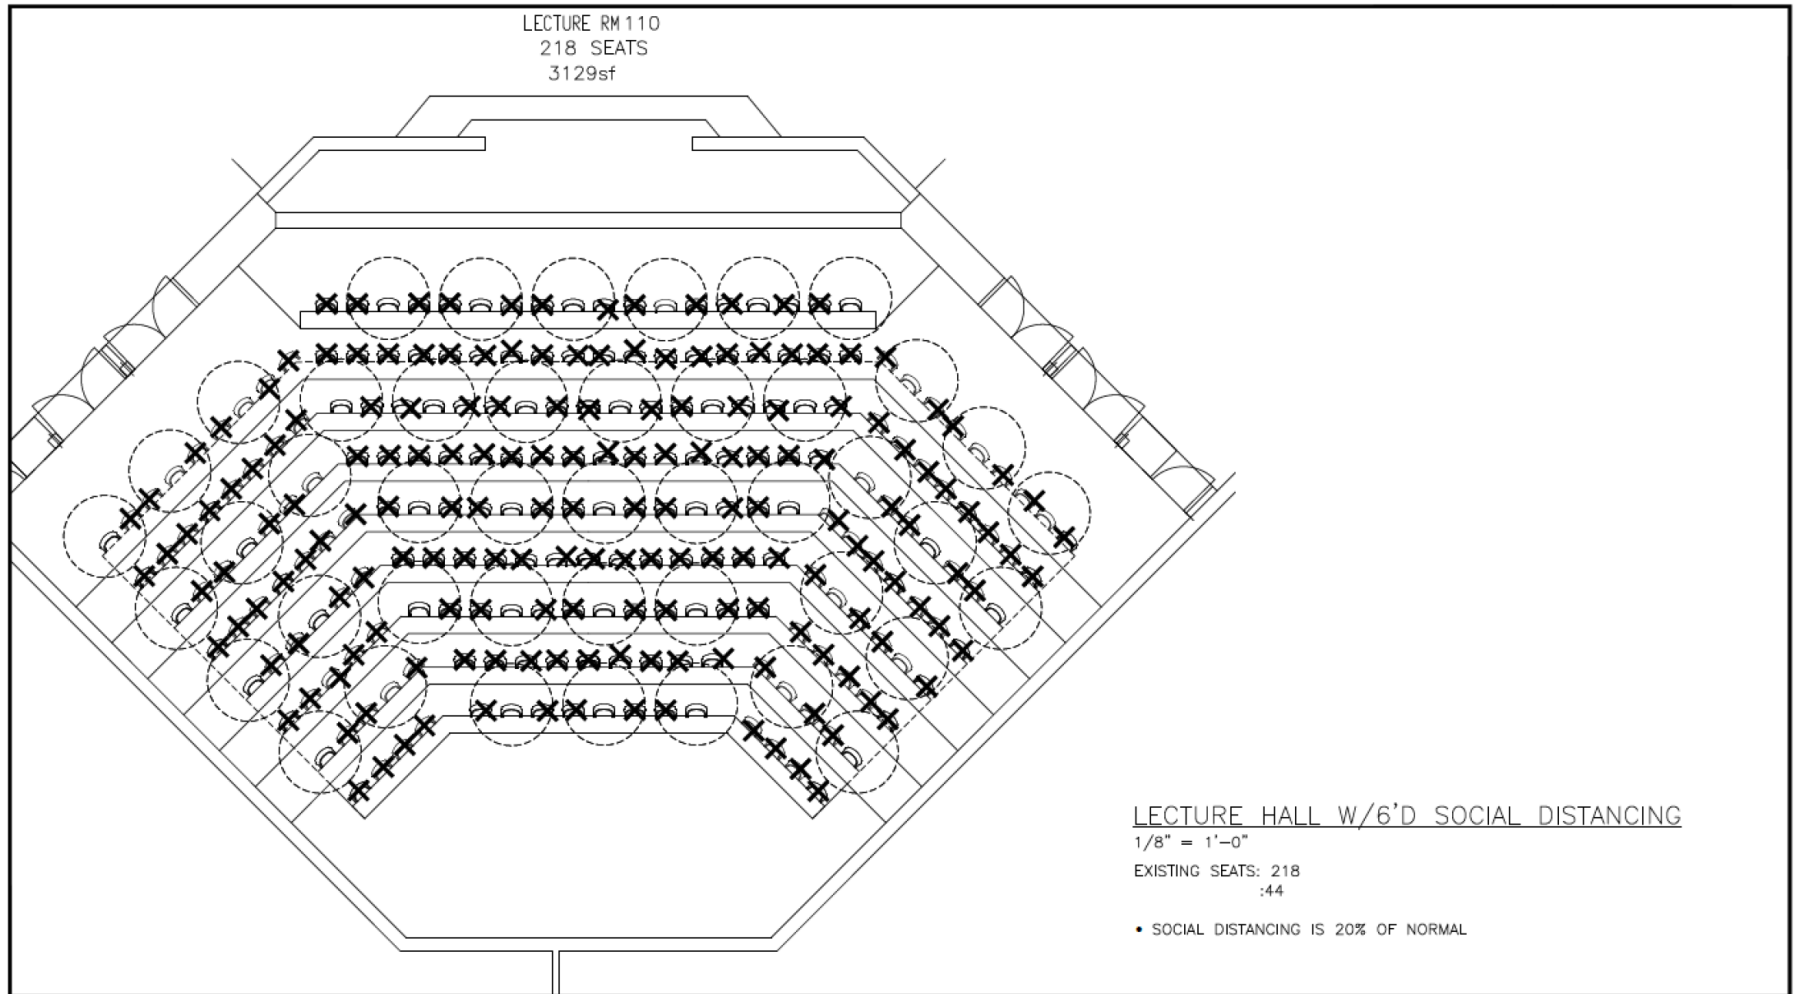 LECTURE RM 110
218 SEATS
3129sf
LECTURE HALL W/6'D SOCIAL DISTANCING
1/8" = 1'-0"
EXISTING SEATS: 218
:44
• SOCIAL DISTANCING IS 20% OF NORMAL